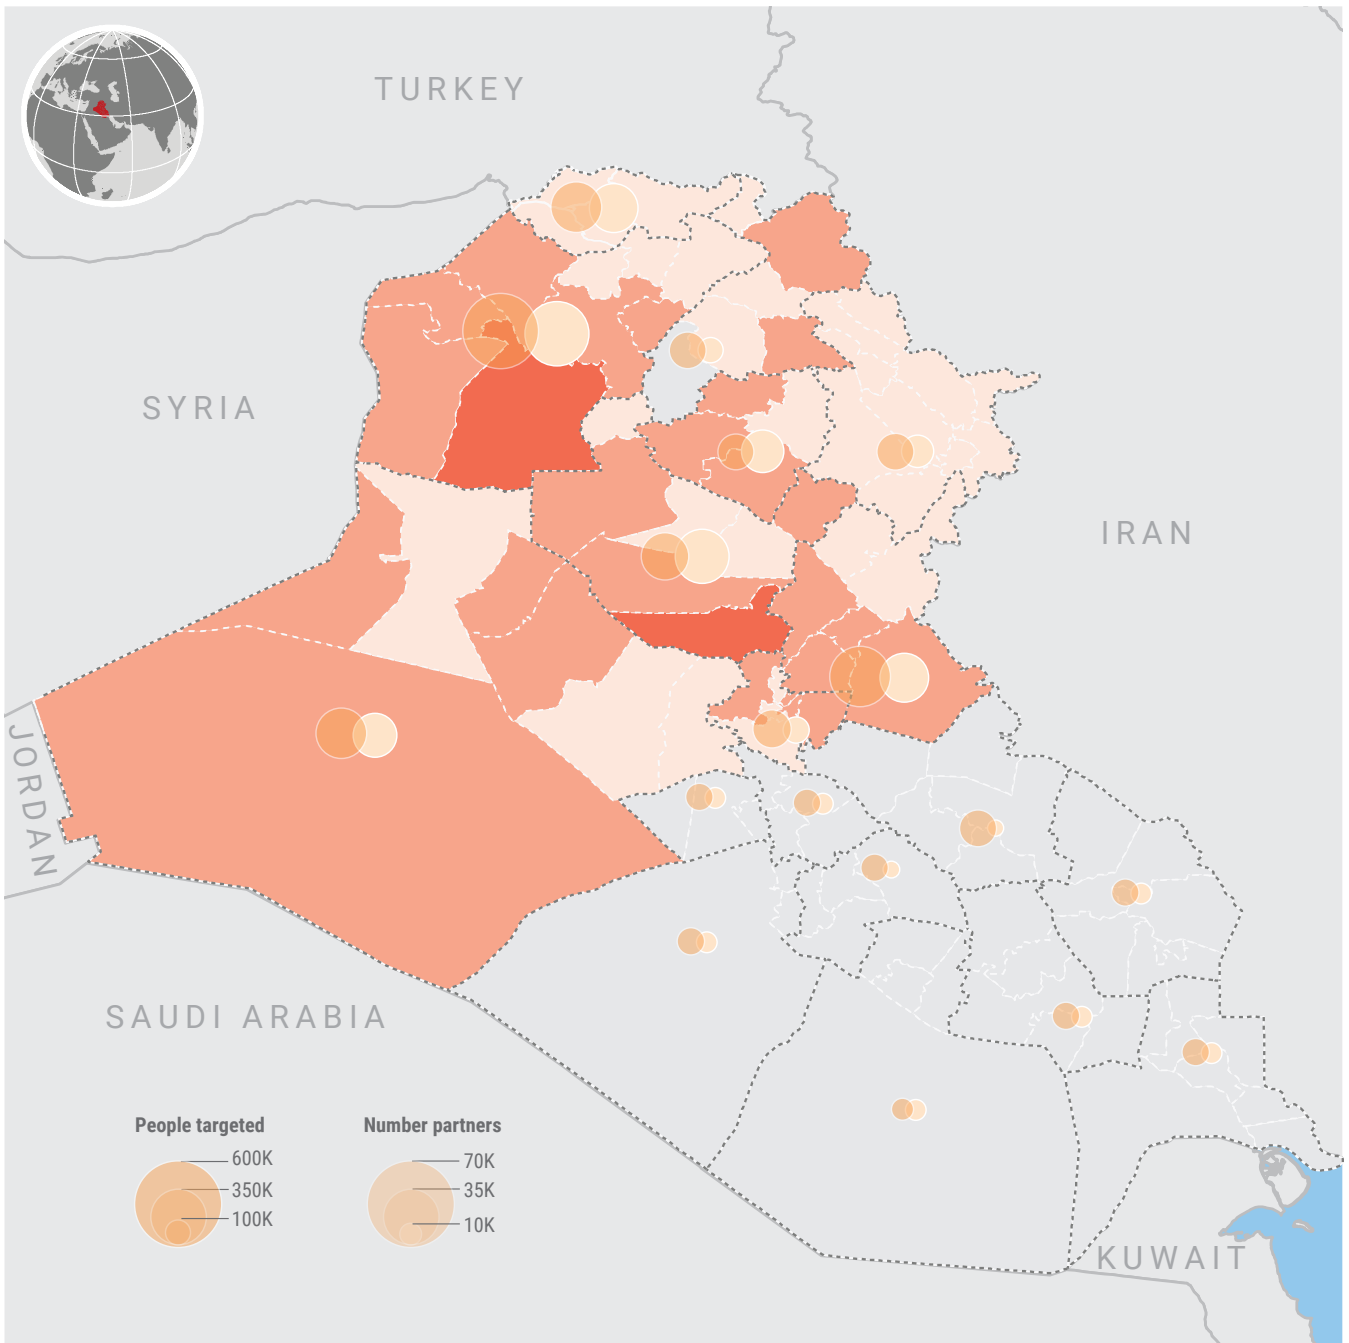 TURKEY
SYRIA
IRAN
JORDAN
SAUDI ARABIA
People targeted
600K
350K
100K
Number partners
70K
35K
10K
KUWAIT